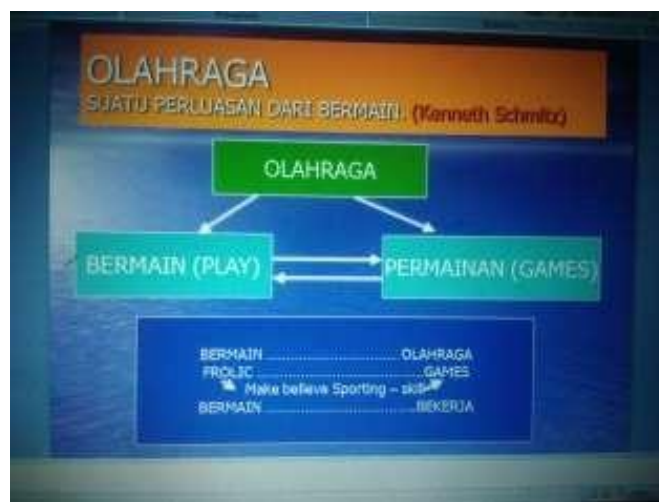 OLAHRAGA
SUATU PERLUASAN DARI BERMAIN (Kenneth Schmitz)
OLAHRAGA
BERMAIN (PLAY)
PERMAINAN (GAMES)
BERMAIN ................................ OLAHRAGA
FROLIC ................................ GAMES
Make believe Sporting – skill
BERMAIN ................................ BEKERJA